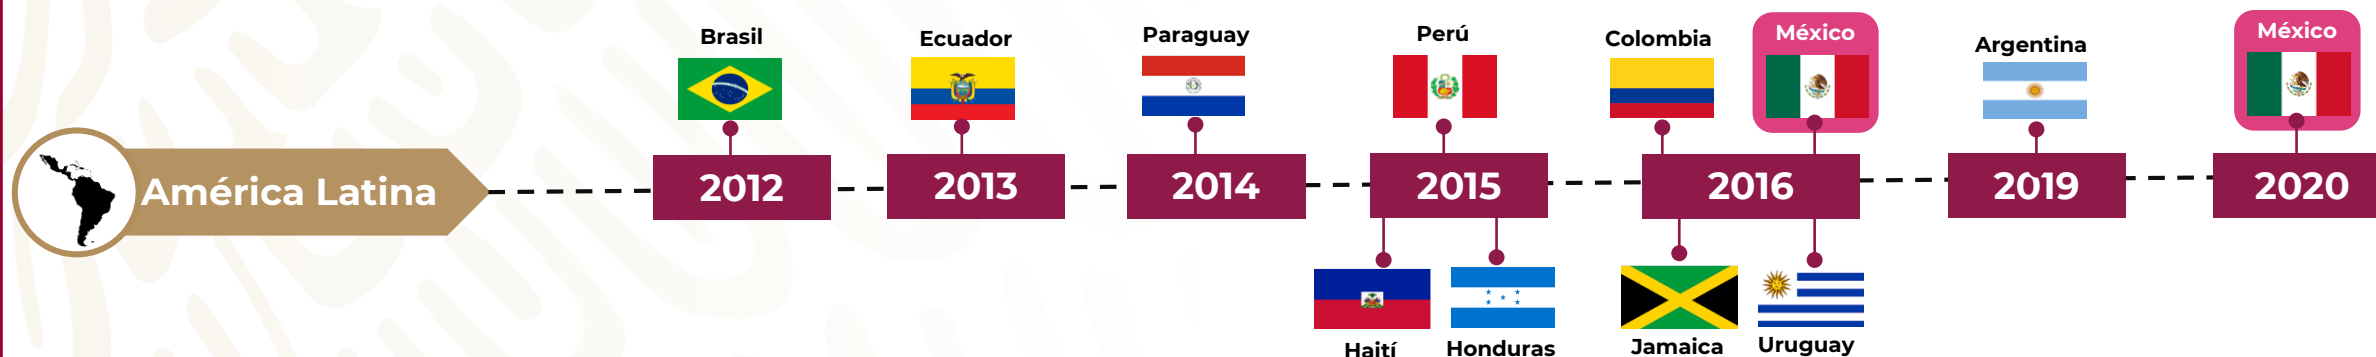 Brasil
Ecuador
Paraguay
Perú
Colombia
México
Argentina
México
América Latina
2012
2013
2014
2015
2016
2019
2020
Haití
Honduras
Jamaica
Uruguay